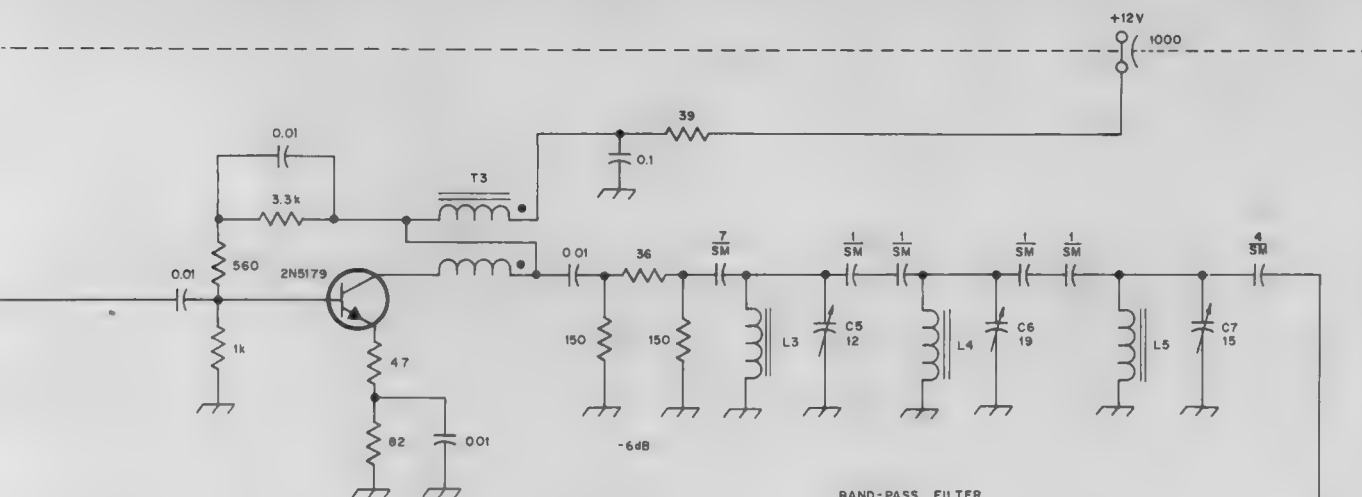 +12V
1000
39
0.01
0.1
T3
3.3k
0.01
560
2N5179
0.01
36
7
SM
1
SM
1
SM
1
SM
1
SM
4
SM
1k
47
150
150
L3
C5
12
L4
C6
19
L5
C7
15
82
0.01
-6dB
BAND-PASS FILTER